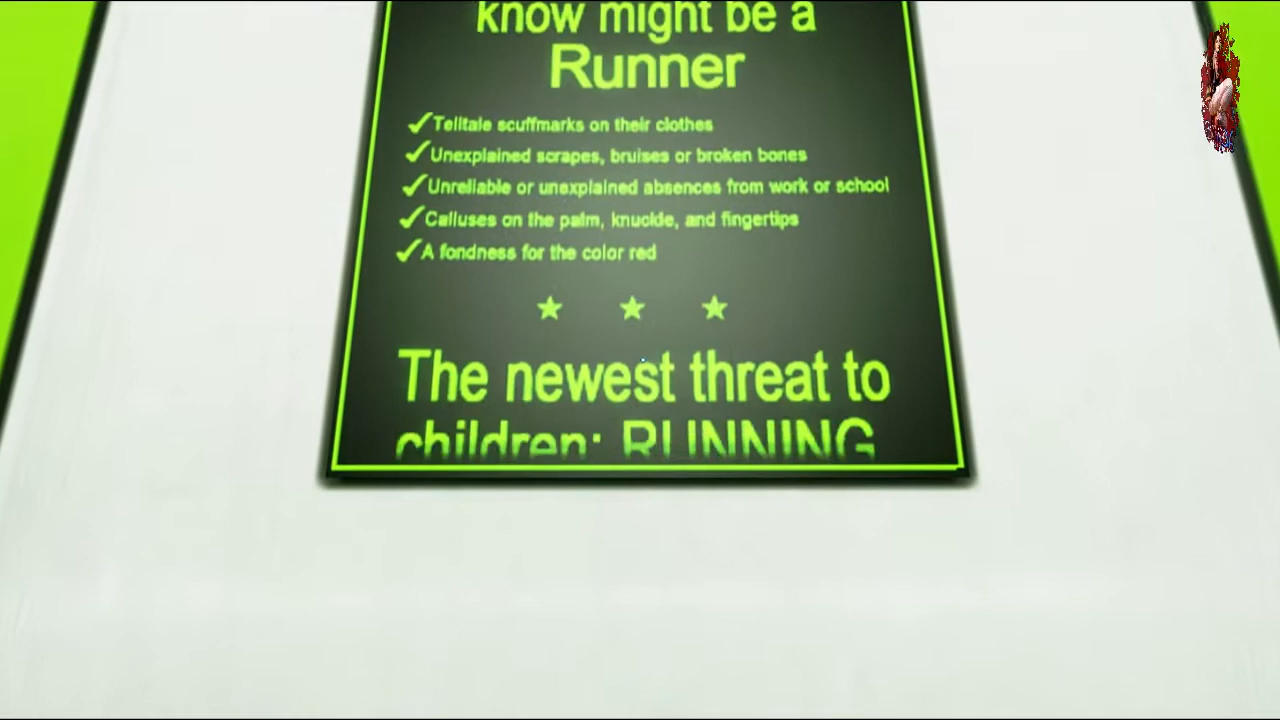 know might be a
Runner
✓Telltale scuffmarks on their clothes
✓Unexplained scrapes, bruises or broken bones
✓Unreliable or unexplained absences from work or school
✓Calluses on the palm, knuckle, and fingertips
✓A fondness for the color red
★ ★ ★
The newest threat to
children: RUNNING